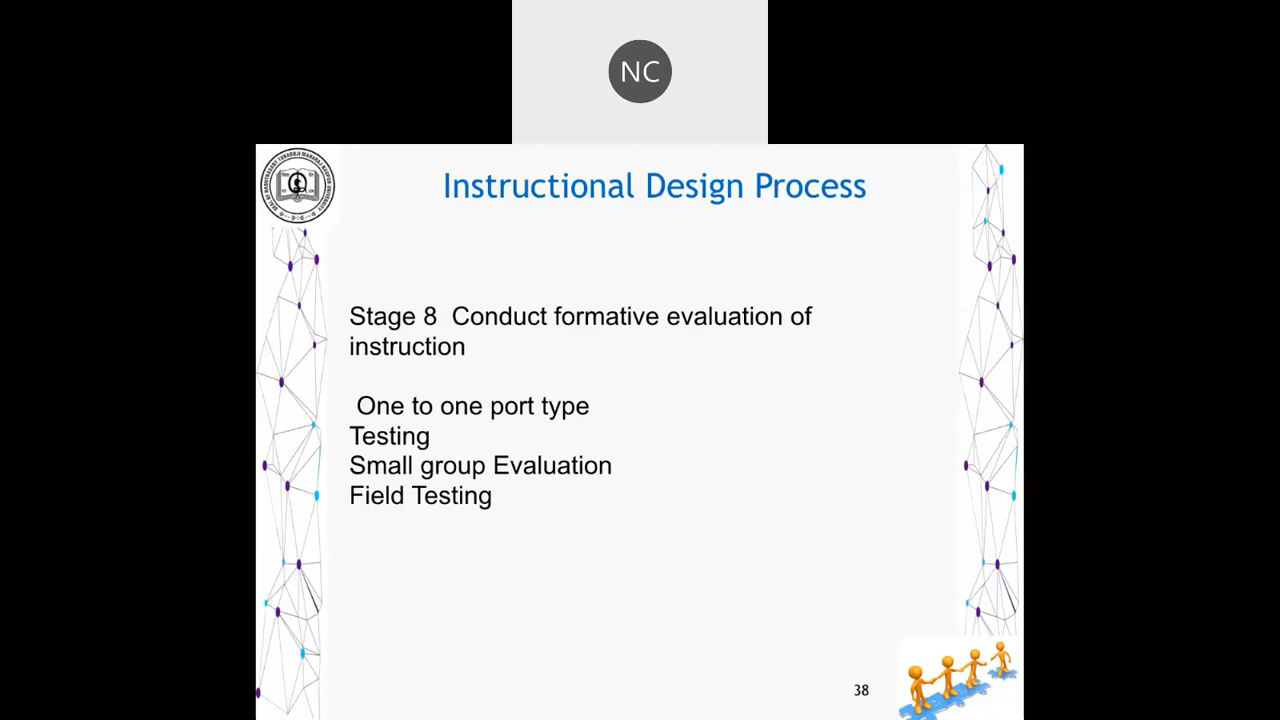 NC
Instructional Design Process
Stage 8 Conduct formative evaluation of
instruction
One to one port type
Testing
Small group Evaluation
Field Testing
38